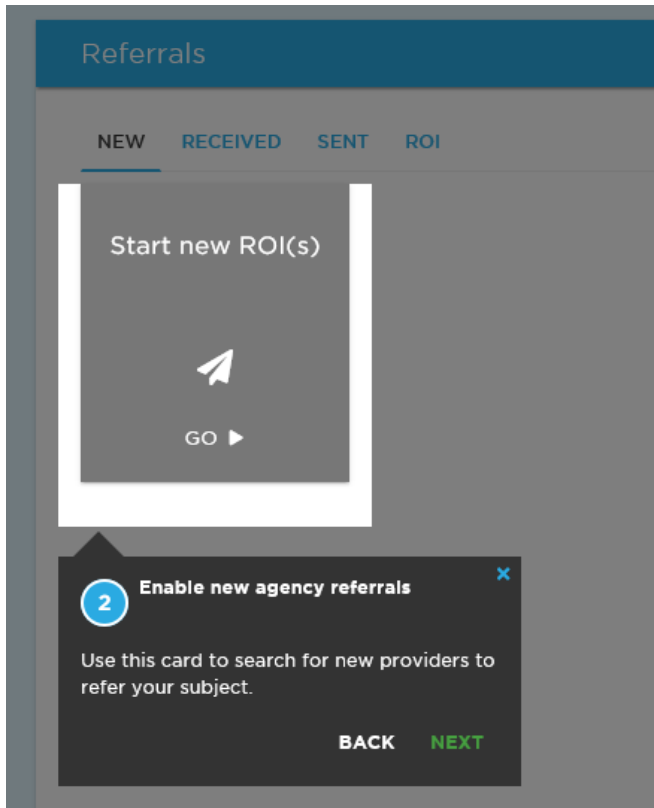 Referrals
NEW RECEIVED SENT ROI
Start new ROI(s)
GO
2 Enable new agency referrals
Use this card to search for new providers to
refer your subject.
BACK NEXT